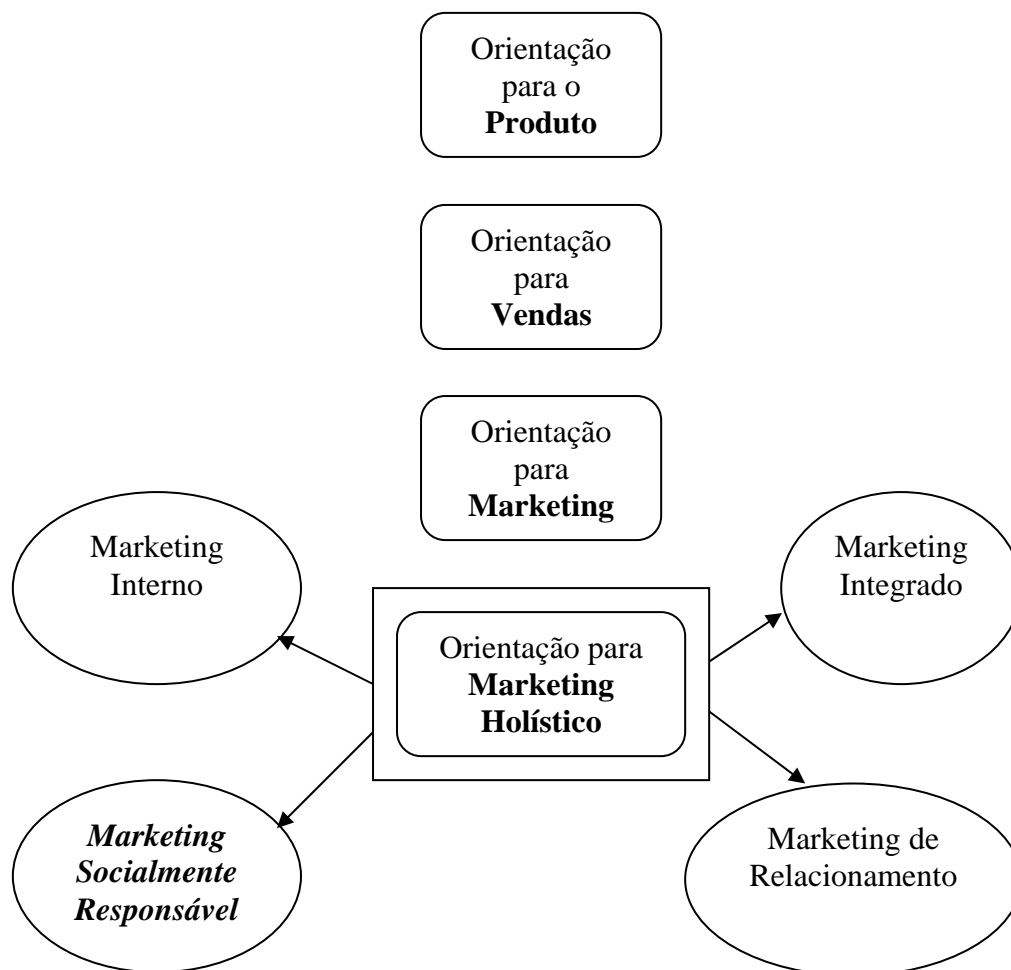 Orientação
para o
Produto
Orientação
para
Vendas
Orientação
para
Marketing
Marketing
Interno
Marketing
Integrado
Orientação para
Marketing
Holístico
Marketing
Socialmente
Responsável
Marketing de
Relacionamento